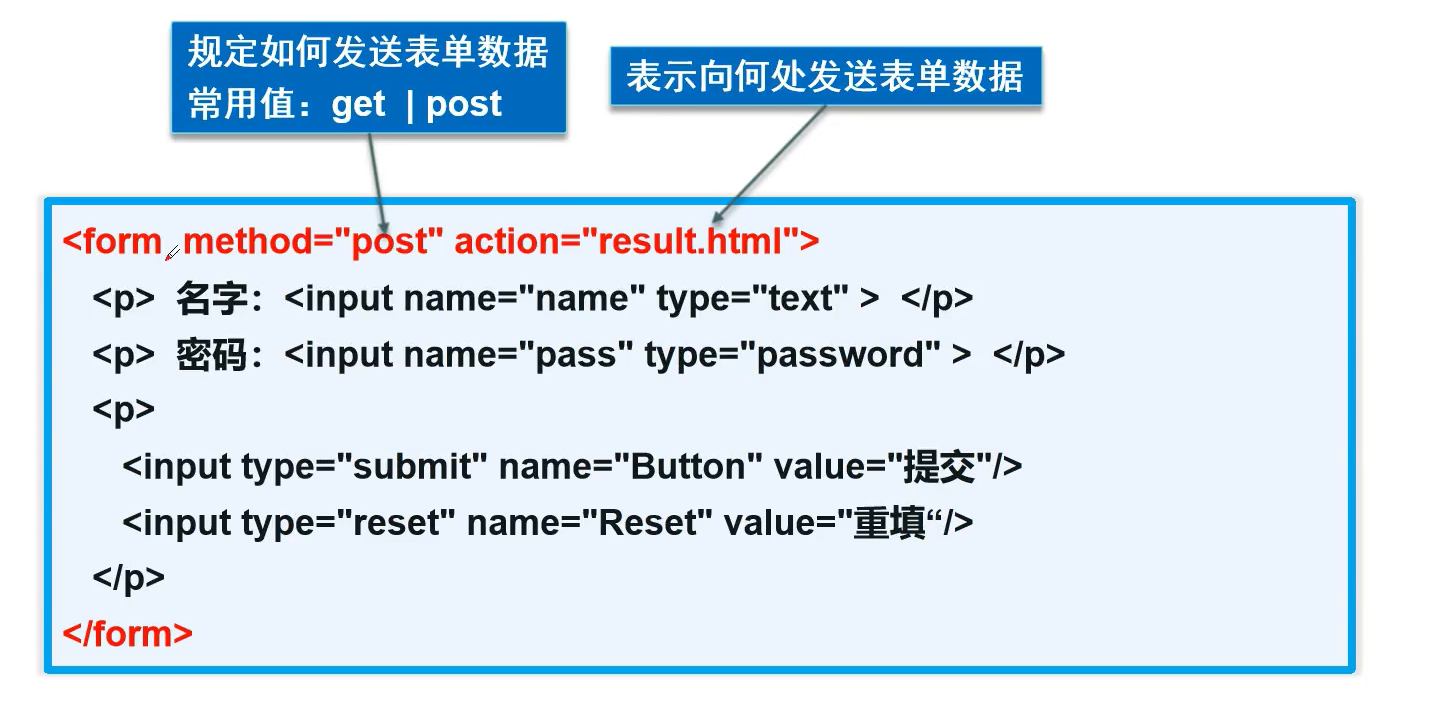 规定如何发送表单数据
常用值：get | post
表示向何处发送表单数据
<form method="post" action="result.html">
<p> 名字：<input name="name" type="text" > </p>
<p> 密码：<input name="pass" type="password" > </p>
<p>
<input type="submit" name="Button" value="提交"/>
<input type="reset" name="Reset" value="重填“/>
</p>
</form>